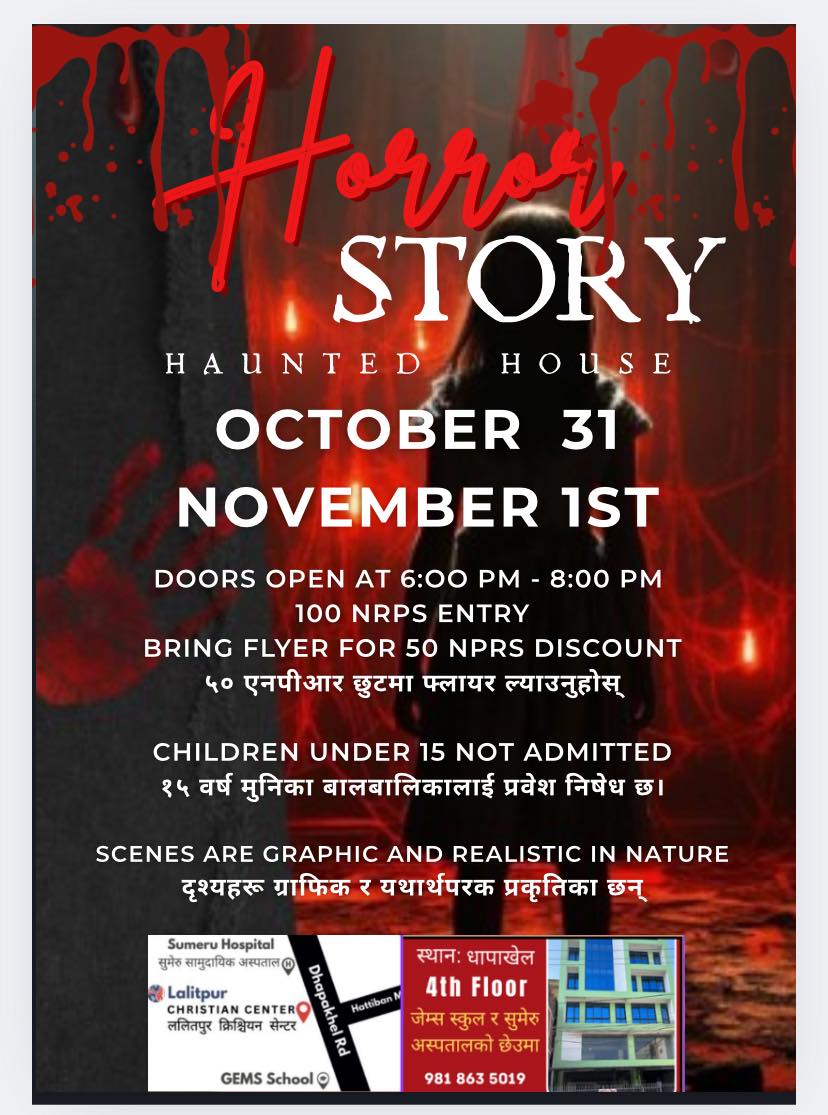 Horror
STORY
HAUNTED HOUSE
OCTOBER 31
NOVEMBER 1ST
DOORS OPEN AT 6:OO PM - 8:00 PM
100 NRPS ENTRY
BRING FLYER FOR 50 NPRS DISCOUNT
५० एनपीआर छुटमा फ्लायर ल्याउनुहोस्
CHILDREN UNDER 15 NOT ADMITTED
१५ वर्ष मुनिका बालबालिकालाई प्रवेश निषेध छ।
SCENES ARE GRAPHIC AND REALISTIC IN NATURE
दृश्यहरू ग्राफिक र यथार्थपरक प्रकृतिका छन्
Sumeru Hospital
सुमेरु सामुदायिक अस्पताल
H
Lalitpur
CHRISTIAN CENTER
ललितपुर क्रिश्चियन सेन्टर
Dhapakhel Rd
Hattiban
GEMS School
स्थान: धापाखेल
4th Floor
जेम्स स्कुल र सुमेरु
अस्पतालको छेउमा
981 863 5019